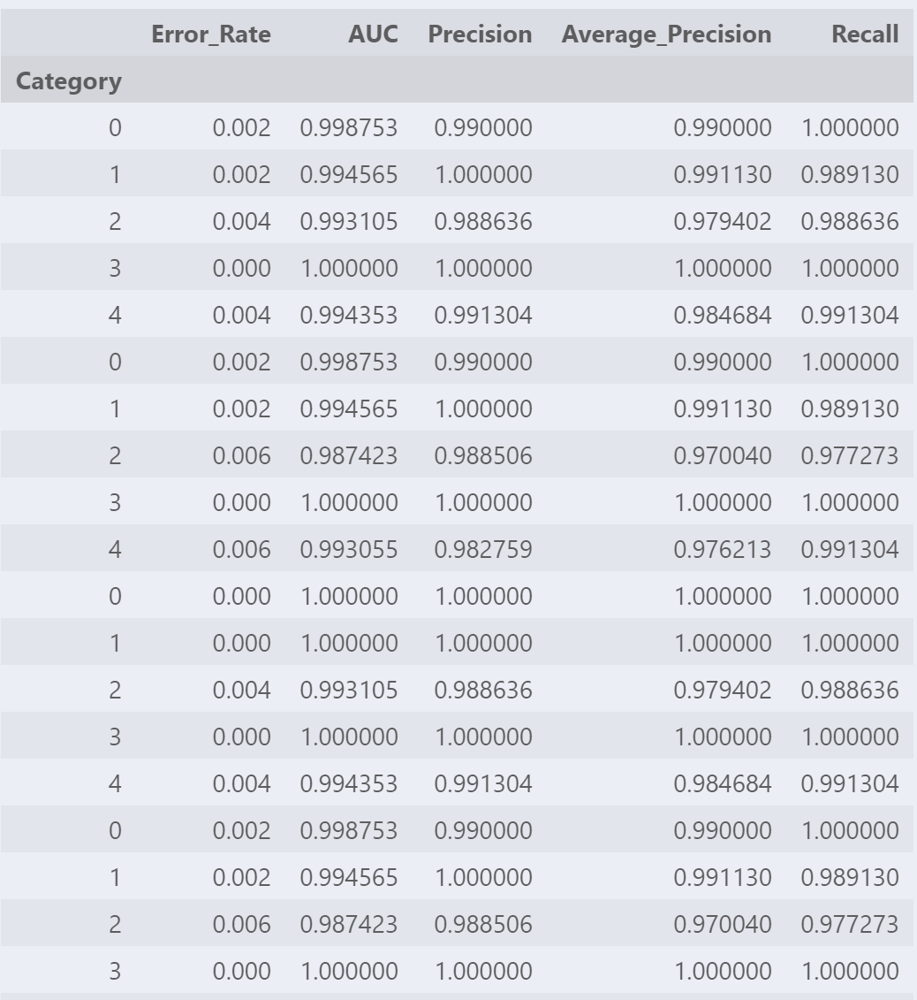 Error_Rate AUC Precision Average_Precision Recall
Category
0 0.002 0.998753 0.990000 0.990000 1.000000
1 0.002 0.994565 1.000000 0.991130 0.989130
2 0.004 0.993105 0.988636 0.979402 0.988636
3 0.000 1.000000 1.000000 1.000000 1.000000
4 0.004 0.994353 0.991304 0.984684 0.991304
0 0.002 0.998753 0.990000 0.990000 1.000000
1 0.002 0.994565 1.000000 0.991130 0.989130
2 0.006 0.987423 0.988506 0.970040 0.977273
3 0.000 1.000000 1.000000 1.000000 1.000000
4 0.006 0.993055 0.982759 0.976213 0.991304
0 0.000 1.000000 1.000000 1.000000 1.000000
1 0.000 1.000000 1.000000 1.000000 1.000000
2 0.004 0.993105 0.988636 0.979402 0.988636
3 0.000 1.000000 1.000000 1.000000 1.000000
4 0.004 0.994353 0.991304 0.984684 0.991304
0 0.002 0.998753 0.990000 0.990000 1.000000
1 0.002 0.994565 1.000000 0.991130 0.989130
2 0.006 0.987423 0.988506 0.970040 0.977273
3 0.000 1.000000 1.000000 1.000000 1.000000